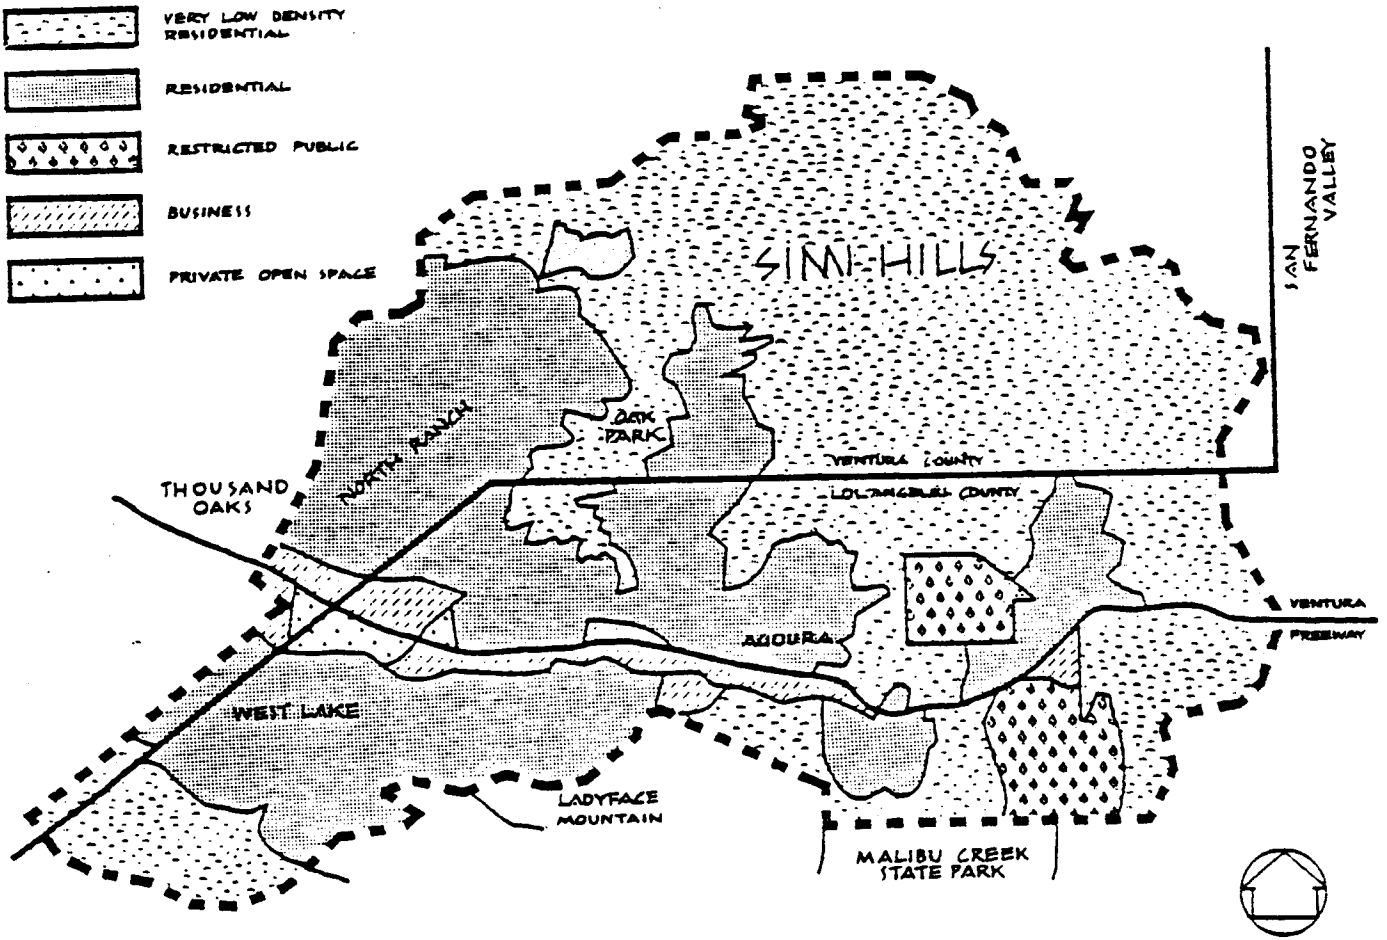 VERY LOW DENSITY
RESIDENTIAL
RESIDENTIAL
RESTRICTED PUBLIC
BUSINESS
PRIVATE OPEN SPACE
SAN
FERNANDO
VALLEY
SIMI HILLS
NORTH RANCH
OAK
PARK
VENTURA COUNTY
LOS ANGELES COUNTY
THOUSAND
OAKS
VENTURA
FREEWAY
AGOURA
WEST LAKE
LADYFACE
MOUNTAIN
MALIBU CREEK
STATE PARK